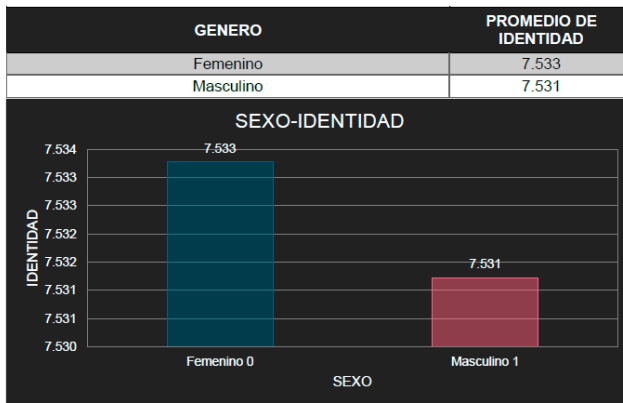 GENERO
PROMEDIO DE
IDENTIDAD
Femenino 7.533
Masculino 7.531
SEXO-IDENTIDAD
7.534
7.533
7.533
7.532
7.532
7.531
7.531
7.530
IDENTIDAD
7.533
7.531
Femenino 0 Masculino 1
SEXO